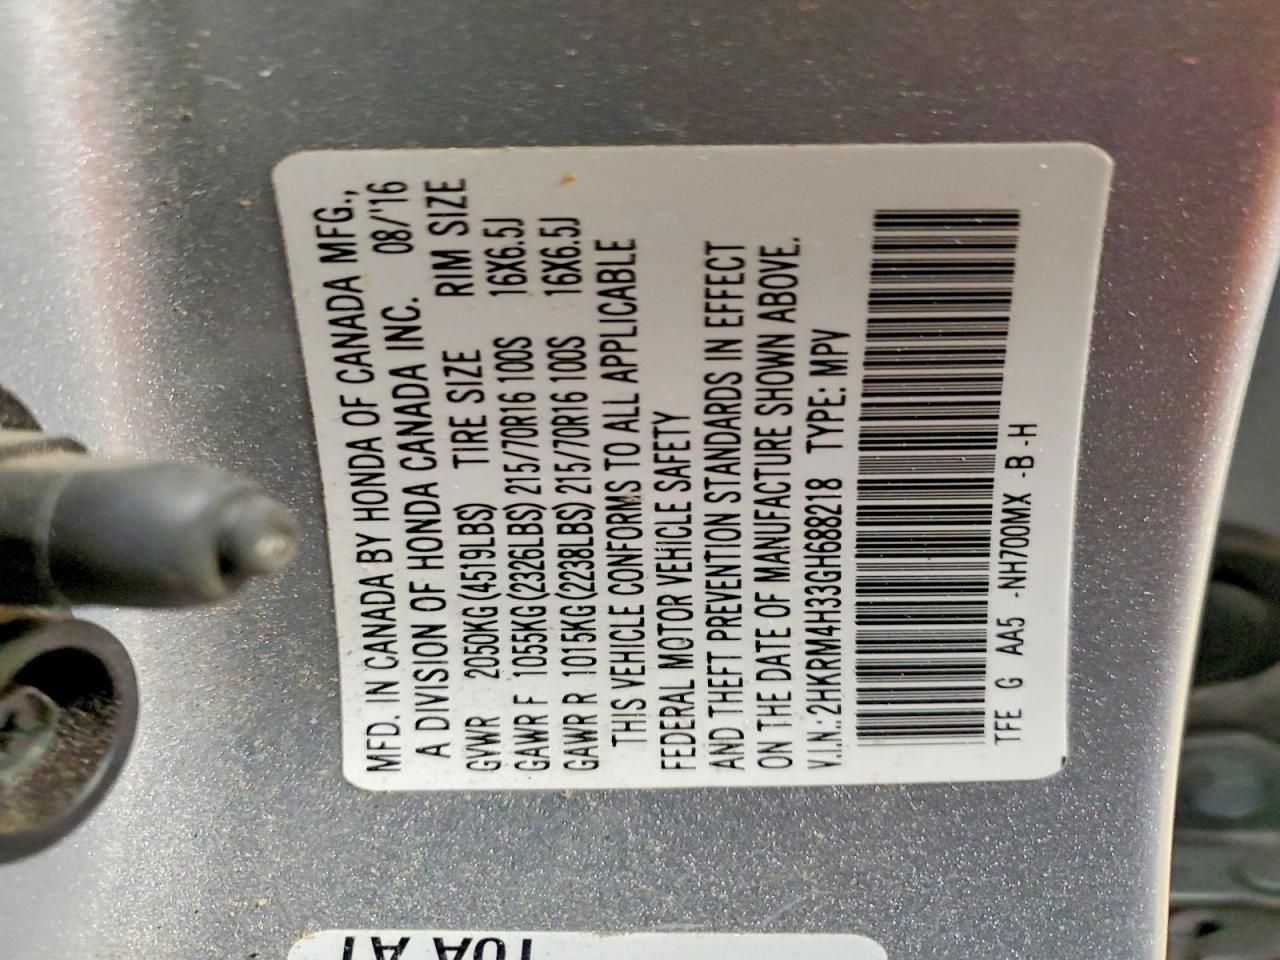 MFD. IN CANADA BY HONDA OF CANADA MFG.,
A DIVISION OF HONDA CANADA INC. 08/'16
GVWR 2050KG(4519LBS) TIRE SIZE RIM SIZE
GAWR F 1055KG(2326LBS)215/70R16 100S 16X6.5J
GAWR R 1015KG(2238LBS)215/70R16 100S 16X6.5J
THIS VEHICLE CONFORMS TO ALL APPLICABLE
FEDERAL MOTOR VEHICLE SAFETY
AND THEFT PREVENTION STANDARDS IN EFFECT
ON THE DATE OF MANUFACTURE SHOWN ABOVE.
V.I.N.:2HKRM4H33GH688218 TYPE: MPV
TFE G AA5 -NH700MX -B-H